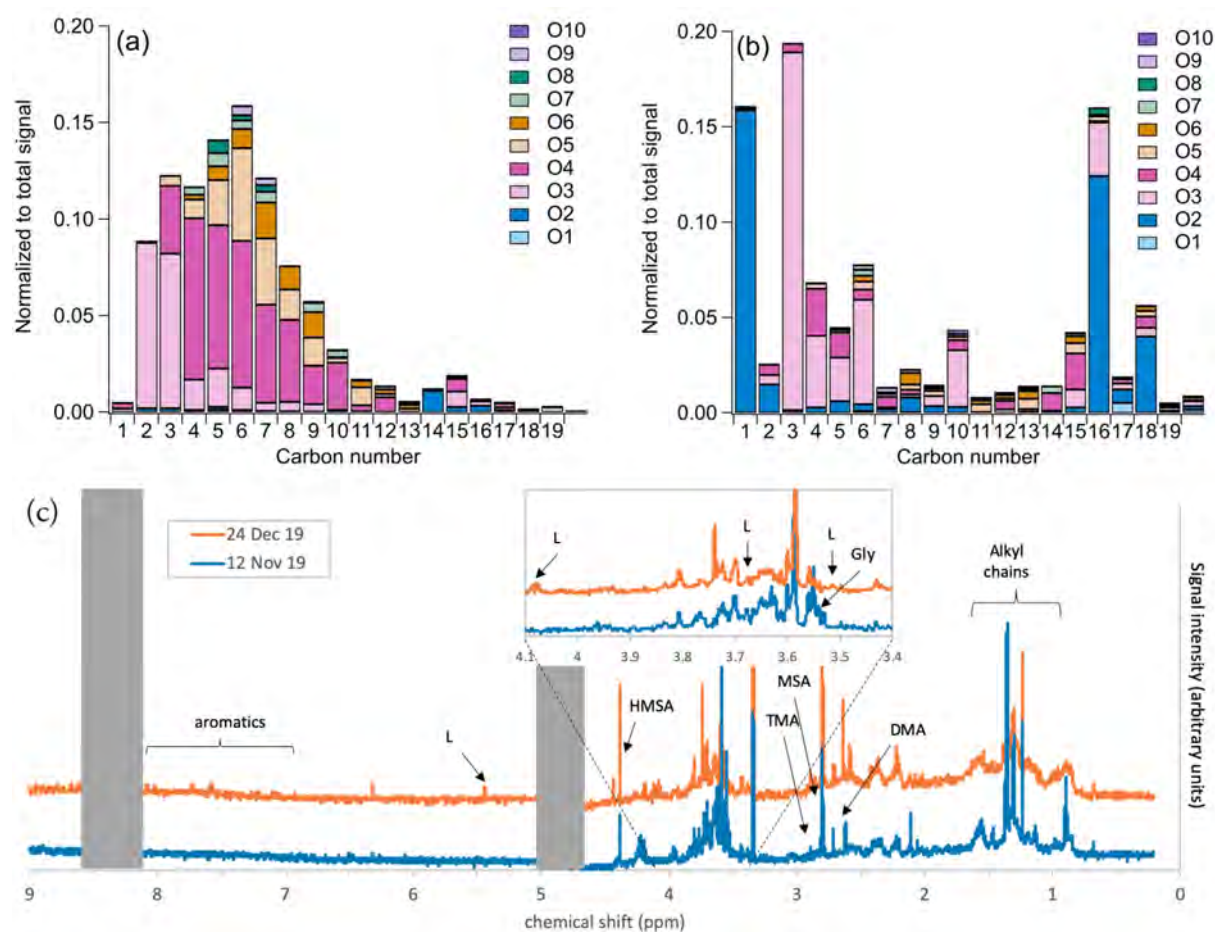 (a)
0.20
0.15
0.10
0.05
0.00
Normalized to total signal
1 2 3 4 5 6 7 8 9 10 11 12 13 14 15 16 17 18 19
Carbon number
O10
O9
O8
O7
O6
O5
O4
O3
O2
O1
(b)
0.20
0.15
0.10
0.05
0.00
Normalized to total signal
1 2 3 4 5 6 7 8 9 10 11 12 13 14 15 16 17 18 19
Carbon number
O10
O9
O8
O7
O6
O5
O4
O3
O2
O1
(c)
24 Dec 19
12 Nov 19
L
L
L
Gly
4.1 4 3.9 3.8 3.7 3.6 3.5 3.4
Alkyl
chains
aromatics
L
HMSA
MSA
TMA
DMA
Signal intensity (arbitrary units)
9 8 7 6 5 4 3 2 1 0
chemical shift (ppm)